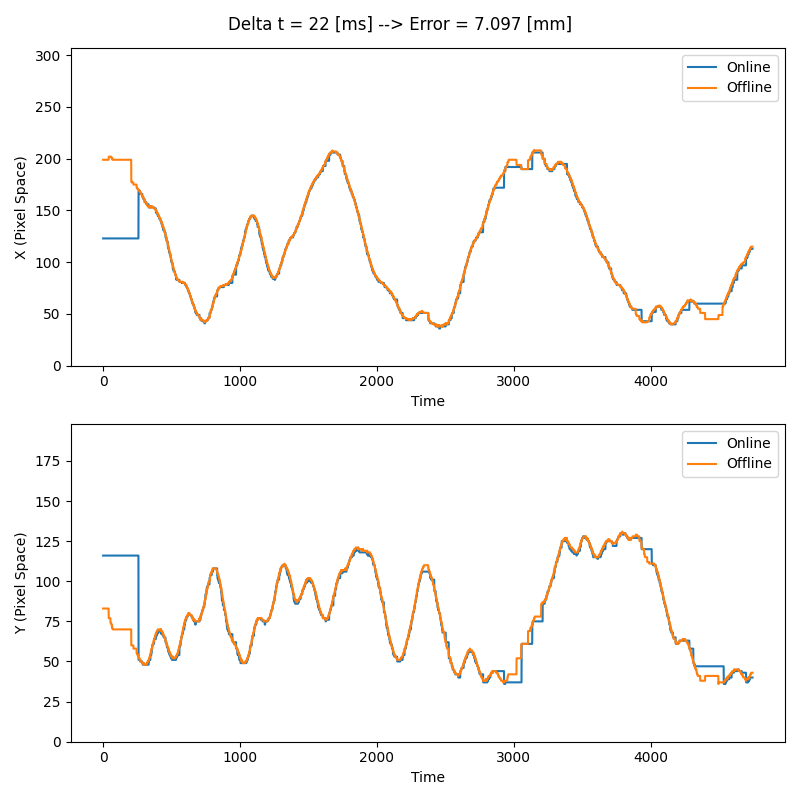 Delta t = 22 [ms] --> Error = 7.097 [mm]
300
250
200
150
100
50
0
X (Pixel Space)
Online
Offline
0
1000
2000
3000
4000
Time
175
150
125
100
75
50
25
0
Y (Pixel Space)
Online
Offline
0
1000
2000
3000
4000
Time